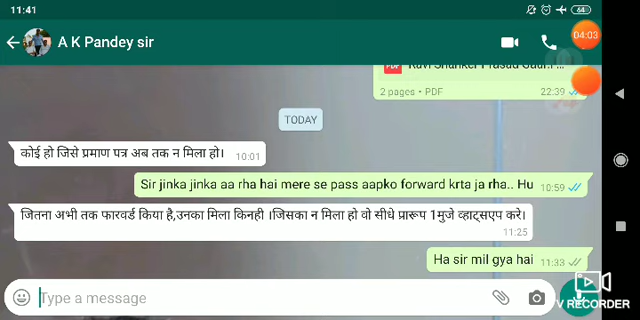 11:41
64
A K Pandey sir
04:03
PDF
Ravi Shanker Prasad
2 pages • PDF
22:39
TODAY
कोई हो जिसे प्रमाण पत्र अब तक न मिला हो।
10:01
Sir jinka jinka aa rha hai mere se pass aapko forward krta ja rha.. Hu
10:59
जितना अभी तक फारवर्ड किया है,उनका मिला किनही ।जिसका न मिला हो वो सीधे प्रारूप 1मुजे व्हाट्सएप करे।
11:25
Ha sir mil gya hai
11:33
Type a message
V RECORDER